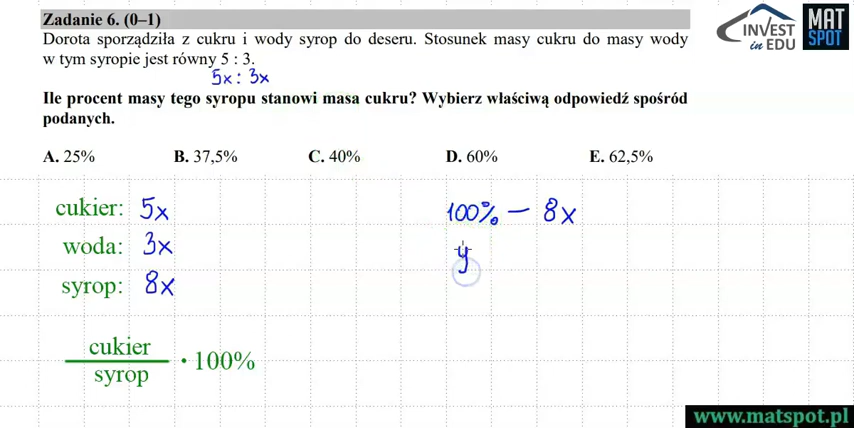 Zadanie 6. (0–1)
Dorota sporządziła z cukru i wody syrop do deseru. Stosunek masy cukru do masy wody
w tym syropie jest równy 5 : 3.
5x : 3x
Ile procent masy tego syropu stanowi masa cukru? Wybierz właściwą odpowiedź spośród
podanych.
A. 25% B. 37,5% C. 40% D. 60% E. 62,5%
cukier: 5x
woda: 3x
syrop: 8x
100% — 8x
y
cukier
syrop
· 100%
INVEST
in EDU
MAT
SPOT
www.matspot.pl